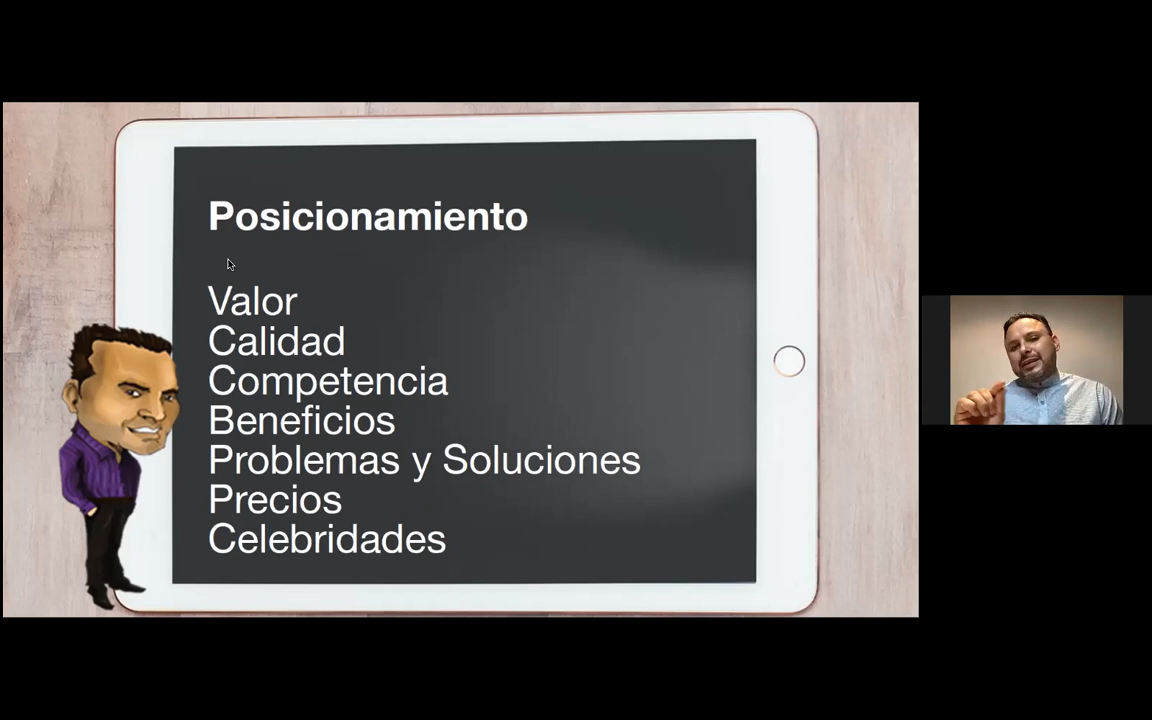 Posicionamiento
Valor
Calidad
Competencia
Beneficios
Problemas y Soluciones
Precios
Celebridades